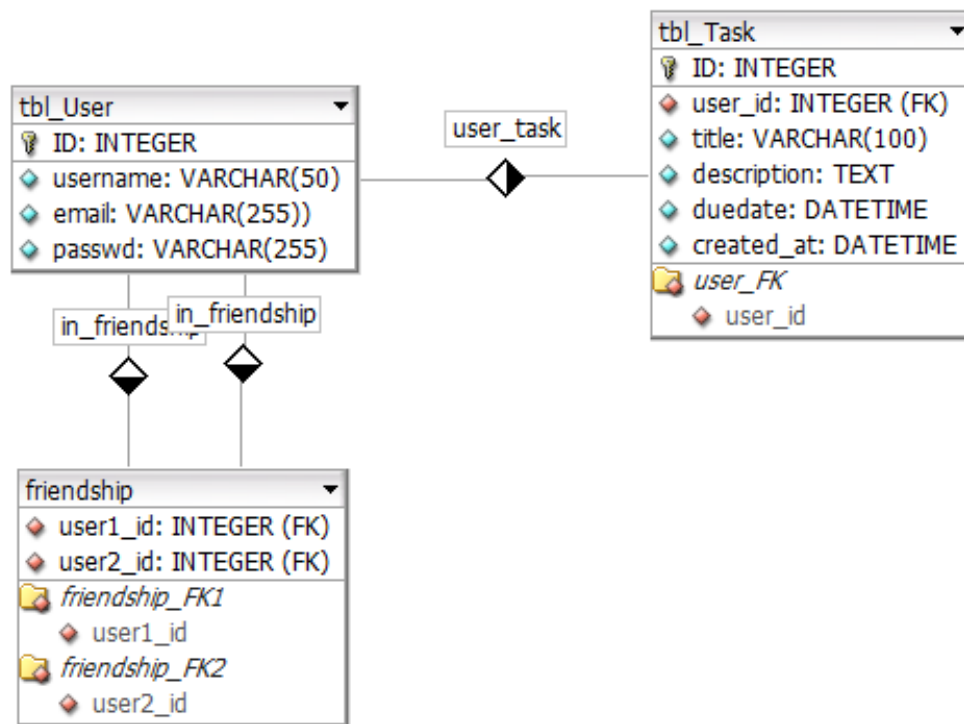 tbl_User
ID: INTEGER
username: VARCHAR(50)
email: VARCHAR(255))
passwd: VARCHAR(255)
user_task
tbl_Task
ID: INTEGER
user_id: INTEGER (FK)
title: VARCHAR(100)
description: TEXT
duedate: DATETIME
created_at: DATETIME
user_FK
user_id
in_friendship
in_friendship
friendship
user1_id: INTEGER (FK)
user2_id: INTEGER (FK)
friendship_FK1
user1_id
friendship_FK2
user2_id